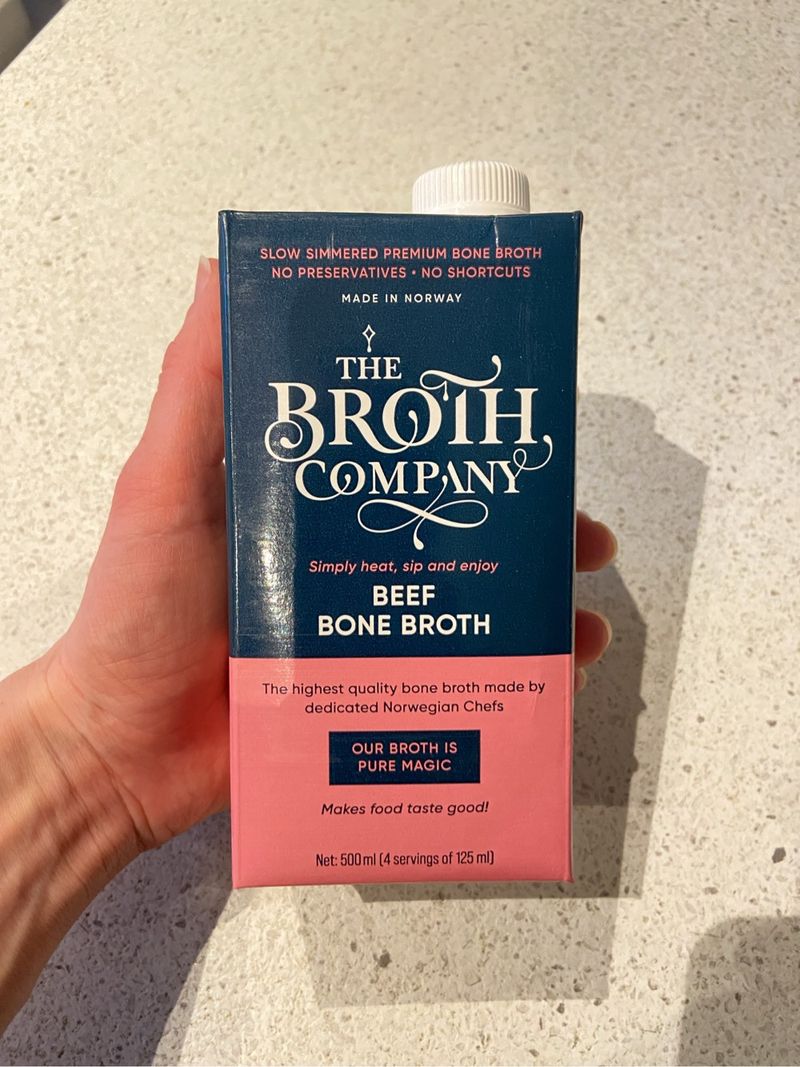 SLOW SIMMERED PREMIUM BONE BROTH
NO PRESERVATIVES • NO SHORTCUTS
MADE IN NORWAY
THE
BROTH
COMPANY
Simply heat, sip and enjoy
BEEF
BONE BROTH
The highest quality bone broth made by
dedicated Norwegian Chefs
OUR BROTH IS
PURE MAGIC
Makes food taste good!
Net: 500 ml (4 servings of 125 ml)